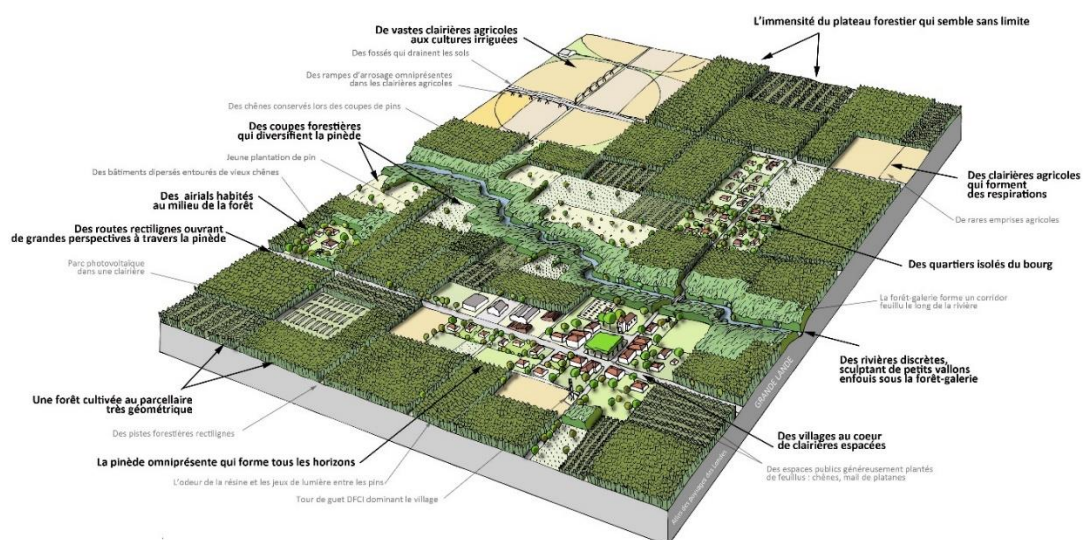 L'immensité du plateau forestier qui semble sans limite
De vastes clairières agricoles
aux cultures irriguées
Des fossés qui drainent les sols
Des rampes d'arrosage omniprésentes
dans les clairières agricoles
Des chênes conservés lors des coupes de pins
Des coupes forestières
qui diversifient la pinède
Jeune plantation de pin
Des bâtiments dispersés entourés de vieux chênes
Des airials habités
au milieu de la forêt
Des routes rectilignes ouvrant
de grandes perspectives à travers la pinède
Parc photovoltaïque
dans une clairière
Une forêt cultivée au parcellaire
très géométrique
Des pistes forestières rectilignes
La pinède omniprésente qui forme tous les horizons
L'odeur de la résine et les jeux de lumière entre les pins
Tour de guet DFCI dominant le village
Des clairières agricoles
qui forment
des respirations
De rares emprises agricoles
Des quartiers isolés du bourg
La forêt-galerie forme un corridor
feuillu le long de la rivière
Des rivières discrètes,
sculptant de petits vallons
enfouis sous la forêt-galerie
GRANDE LANDE
Des villages au coeur
de clairières espacées
Des espaces publics généreusement plantés
de feuillus : chênes, mail de platanes
Atlas des paysages des Landes